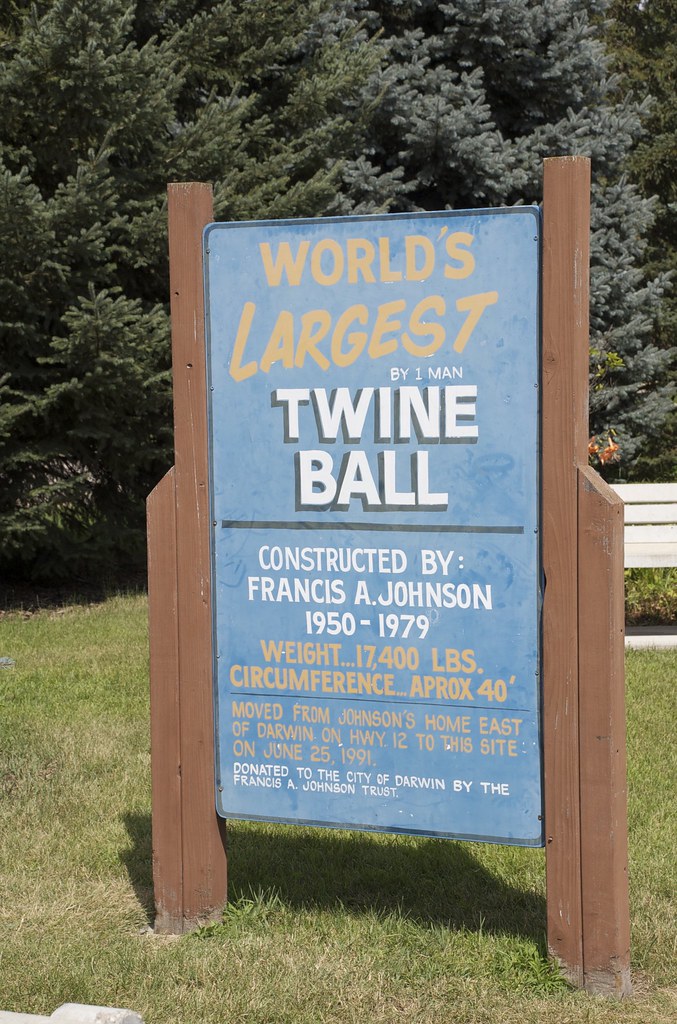 WORLD'S
LARGEST
BY 1 MAN
TWINE
BALL
CONSTRUCTED BY:
FRANCIS A. JOHNSON
1950 - 1979
WEIGHT...17,400 LBS.
CIRCUMFERENCE... APROX 40'
MOVED FROM JOHNSON'S HOME EAST
OF DARWIN ON HWY. 12 TO THIS SITE
ON JUNE 25, 1991.
DONATED TO THE CITY OF DARWIN BY THE
FRANCIS A. JOHNSON TRUST.